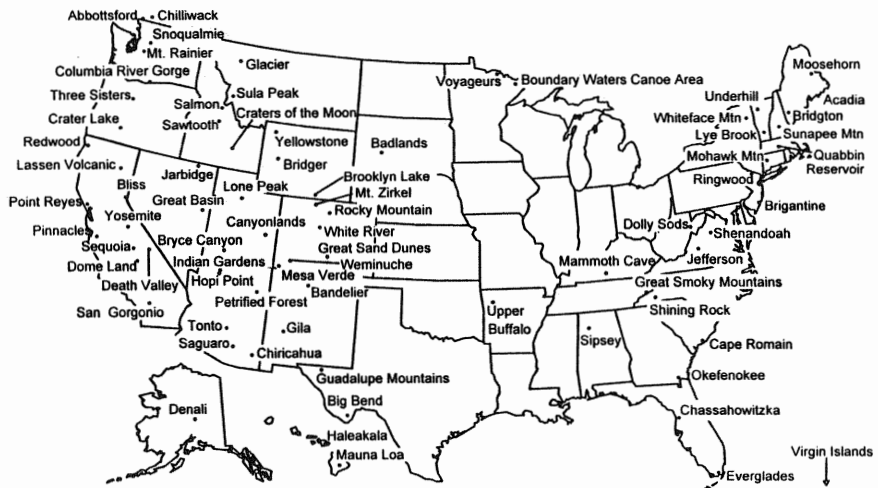 Abbottsford
Chilliwack
Snoqualmie
Mt. Rainier
Columbia River Gorge
Three Sisters
Crater Lake
Redwood
Lassen Volcanic
Point Reyes
Pinnacles
Sequoia
Dome Land
Death Valley
San Gorgonio
Bliss
Yosemite
Glacier
Sula Peak
Salmon
Craters of the Moon
Sawtooth
Yellowstone
Bridger
Badlands
Jarbidge
Lone Peak
Great Basin
Brooklyn Lake
Mt. Zirkel
Rocky Mountain
Canyonlands
White River
Bryce Canyon
Great Sand Dunes
Indian Gardens
Weminuche
Hopi Point
Mesa Verde
Petrified Forest
Bandelier
Tonto
Gila
Saguaro
Chiricahua
Guadalupe Mountains
Big Bend
Voyageurs
Boundary Waters Canoe Area
Moosehorn
Underhill
Acadia
Whiteface Mtn
Bridgton
Lye Brook
Sunapee Mtn
Mohawk Mtn
Quabbin
Reservoir
Ringwood
Brigantine
Dolly Sods
Shenandoah
Mammoth Cave
Jefferson
Great Smoky Mountains
Upper
Buffalo
Shining Rock
Sipsey
Cape Romain
Okefenokee
Chassahowitzka
Everglades
Denali
Haleakala
Mauna Loa
Virgin Islands